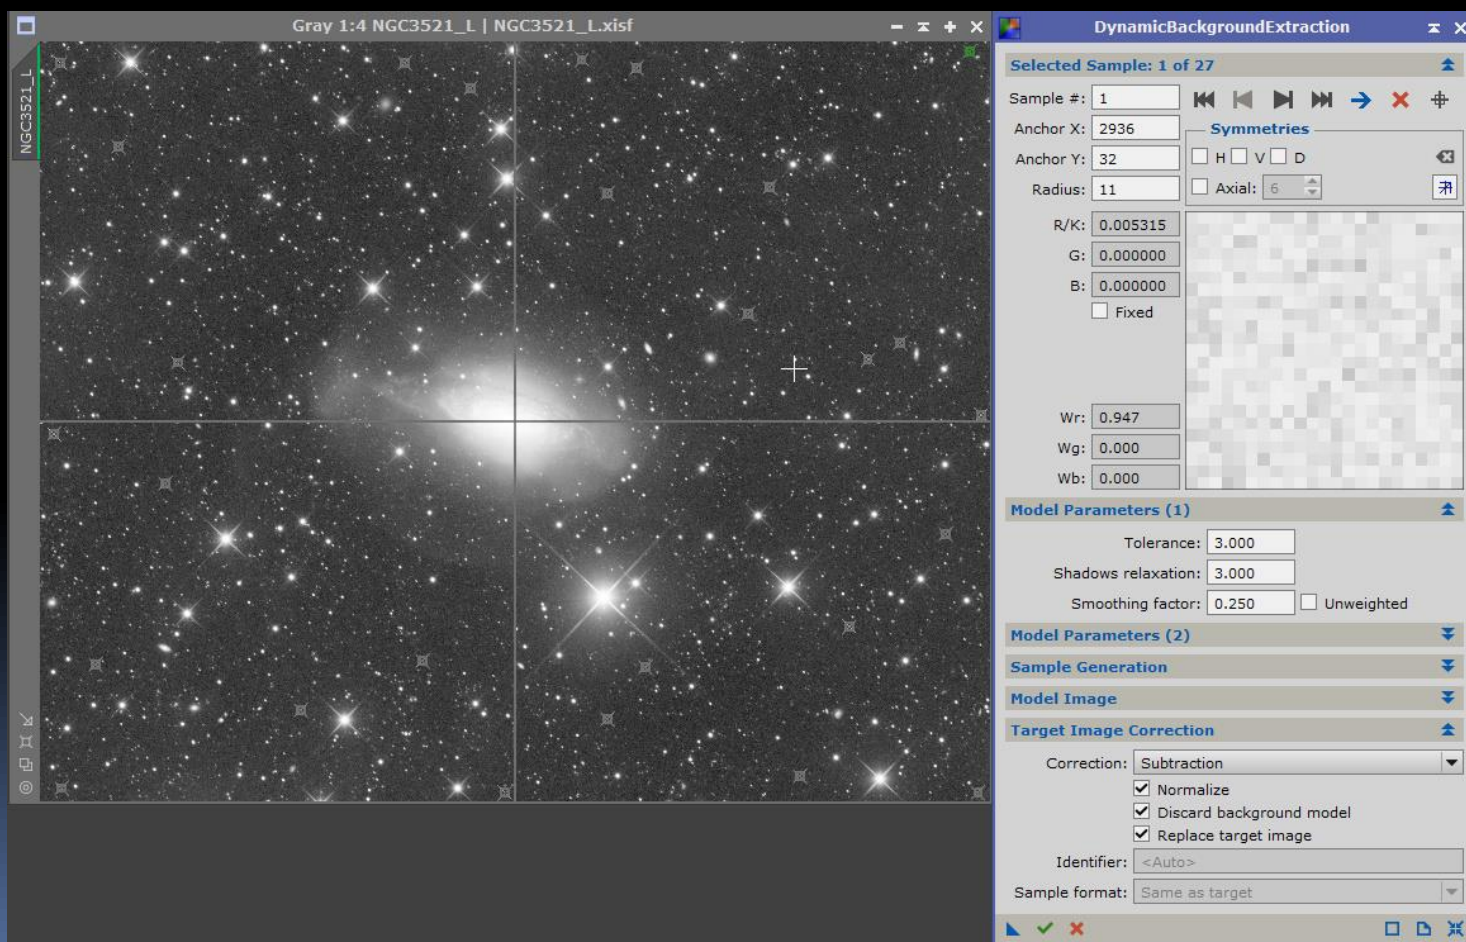 Gray 1:4 NGC3521_L | NGC3521_L.xisf
NGC3521_L
DynamicBackgroundExtraction
Selected Sample: 1 of 27
Sample #: 1
Anchor X: 2936
Symmetries
Anchor Y: 32
H V D
Radius: 11
Axial: 6
R/K: 0.005315
G: 0.000000
B: 0.000000
Fixed
Wr: 0.947
Wg: 0.000
Wb: 0.000
Model Parameters (1)
Tolerance: 3.000
Shadows relaxation: 3.000
Smoothing factor: 0.250 Unweighted
Model Parameters (2)
Sample Generation
Model Image
Target Image Correction
Correction: Subtraction
Normalize
Discard background model
Replace target image
Identifier: <Auto>
Sample format: Same as target